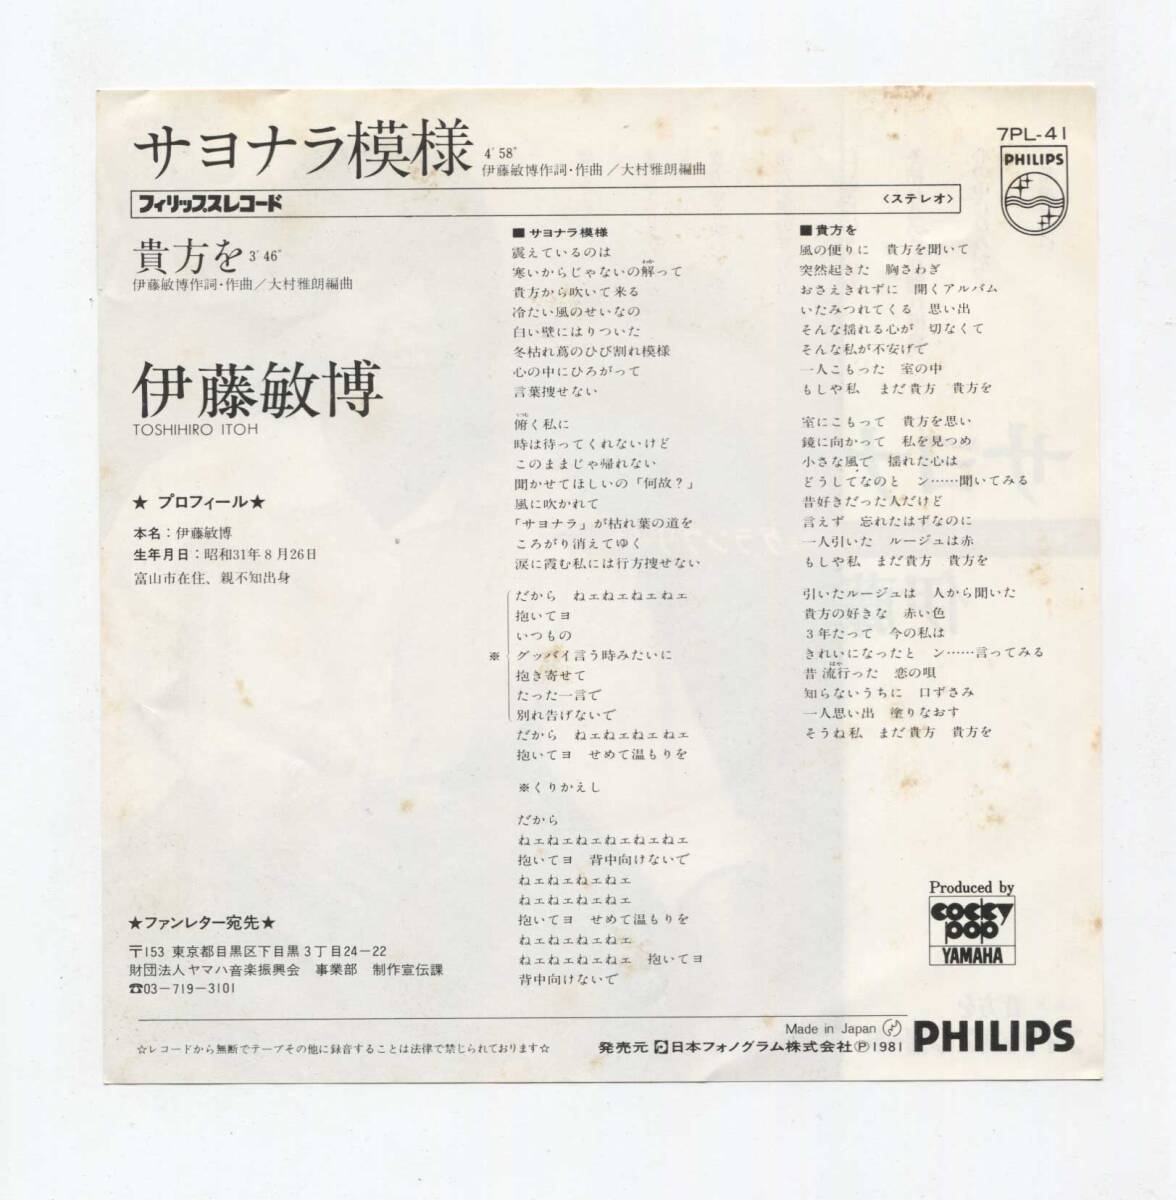 サヨナラ模様 4′58″
伊藤敏博作詞・作曲／大村雅朗編曲
7PL-41
PHILIPS
フィリップスレコード 〈ステレオ〉
貴方を 3′46″
伊藤敏博作詞・作曲／大村雅朗編曲
伊藤敏博
TOSHIHIRO ITOH
★ プロフィール★
本名：伊藤敏博
生年月日：昭和31年8月26日
富山市在住、親不知出身
★ファンレター宛先★
〒153 東京都目黒区下目黒3丁目24－22
財団法人ヤマハ音楽振興会　事業部　制作宣伝課
☎03－719－3101
■サヨナラ模様
震えているのは
寒いからじゃないの解って
貴方から吹いて来る
冷たい風のせいなの
白い壁にはりついた
冬枯れ蔦のひび割れ模様
心の中にひろがって
言葉捜せない
俯く私に
時は待ってくれないけど
このままじゃ帰れない
聞かせてほしいの「何故？」
風に吹かれて
「サヨナラ」が枯れ葉の道を
ころがり消えてゆく
涙に霞む私には行方捜せない
だから　ねェねェねェねェ
抱いてヨ
いつもの
※ グッバイ言う時みたいに
抱き寄せて
たった一言で
別れ告げないで
だから　ねェねェねェねェ
抱いてヨ　せめて温もりを
※くりかえし
だから
ねェねェねェねェねェねェ
抱いてヨ　背中向けないで
ねェねェねェねェ
ねェねェねェねェ
抱いてヨ　せめて温もりを
ねェねェねェねェ
ねェねェねェねェ　抱いてヨ
背中向けないで
■貴方を
風の便りに　貴方を聞いて
突然起きた　胸さわぎ
おさえきれずに　開くアルバム
いたみつれてくる　思い出
そんな揺れる心が　切なくて
そんな私が不安げで
一人こもった　室の中
もしや私　まだ貴方　貴方を
室にこもって　貴方を思い
鏡に向かって　私を見つめ
小さな風で　揺れた心は
どうしてなのと　ン……聞いてみる
昔好きだった人だけど
言えず　忘れたはずなのに
一人引いた　ルージュは赤
もしや私　まだ貴方　貴方を
引いたルージュは　人から聞いた
貴方の好きな　赤い色
3年たって　今の私は
きれいになったと　ン……言ってみる
昔　流行った　恋の唄
知らないうちに　口ずさみ
一人思い出　塗りなおす
そうね私　まだ貴方　貴方を
Produced by
cocky
pop
YAMAHA
☆レコードから無断でテープその他に録音することは法律で禁じられております☆
Made in Japan
発売元 日本フォノグラム株式会社Ⓟ1981
PHILIPS